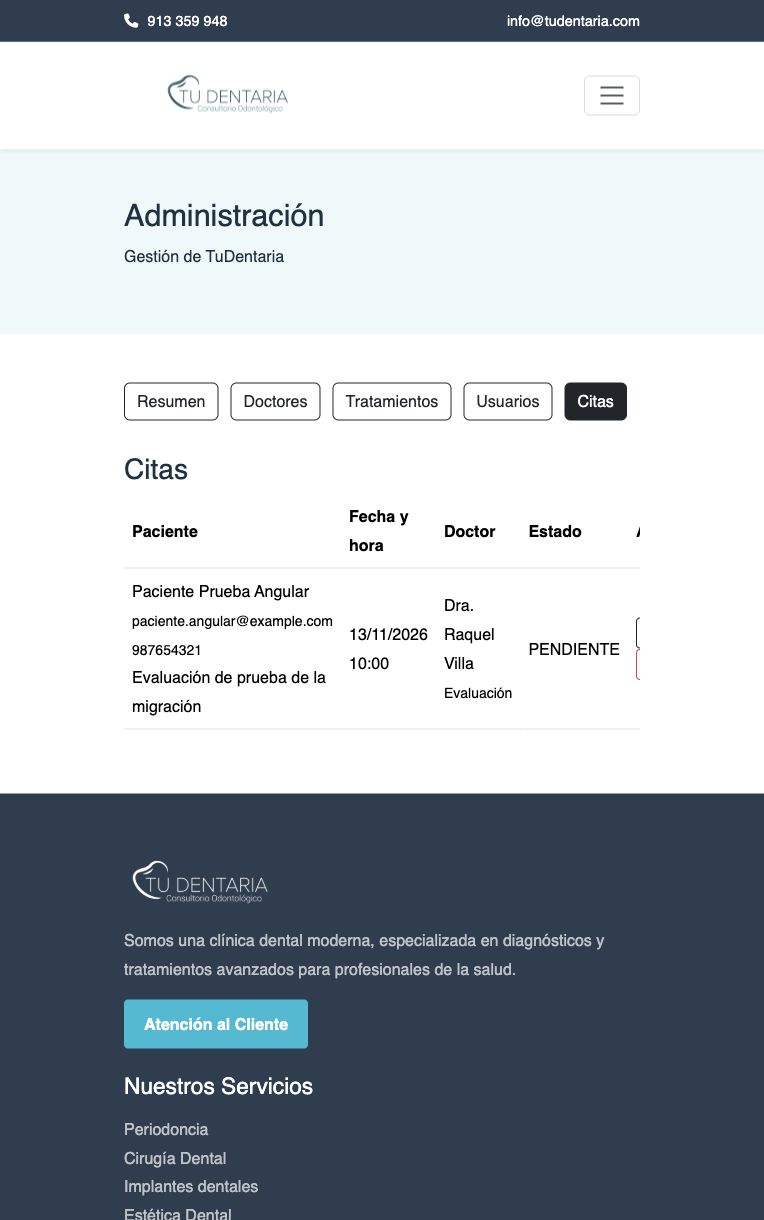 913 359 948
info@tudentaria.com
TU DENTARIA
Consultorio Odontológico
Administración
Gestión de TuDentaria
Resumen
Doctores
Tratamientos
Usuarios
Citas
Citas
Paciente
Fecha y
hora
Doctor
Estado
Paciente Prueba Angular
paciente.angular@example.com
987654321
Evaluación de prueba de la
migración
13/11/2026
10:00
Dra.
Raquel
Villa
Evaluación
PENDIENTE
TU DENTARIA
Consultorio Odontológico
Somos una clínica dental moderna, especializada en diagnósticos y
tratamientos avanzados para profesionales de la salud.
Atención al Cliente
Nuestros Servicios
Periodoncia
Cirugía Dental
Implantes dentales
Estética Dental